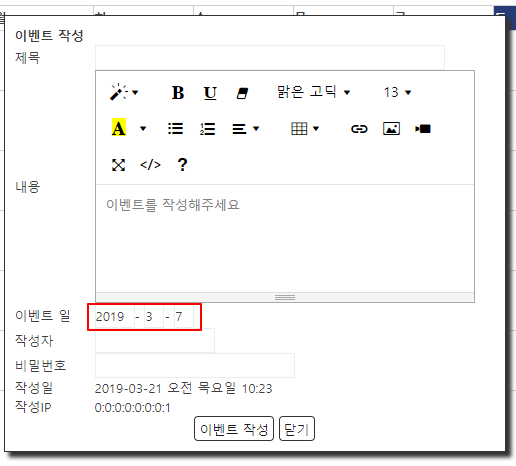 이벤트 작성
제목
B U 맑은 고딕 13
A
</> ?
내용
이벤트를 작성해주세요
이벤트 일 2019 - 3 - 7
작성자
비밀번호
작성일 2019-03-21 오전 목요일 10:23
작성IP 0:0:0:0:0:0:0:1
이벤트 작성 닫기